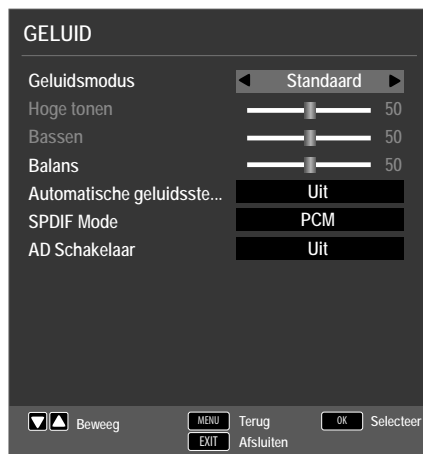 GELUID
Geluidsmodus Standaard
Hoge tonen 50
Bassen 50
Balans 50
Automatische geluidsste... Uit
SPDIF Mode PCM
AD Schakelaar Uit
Beweeg MENU Terug OK Selecteer
EXIT Afsluiten